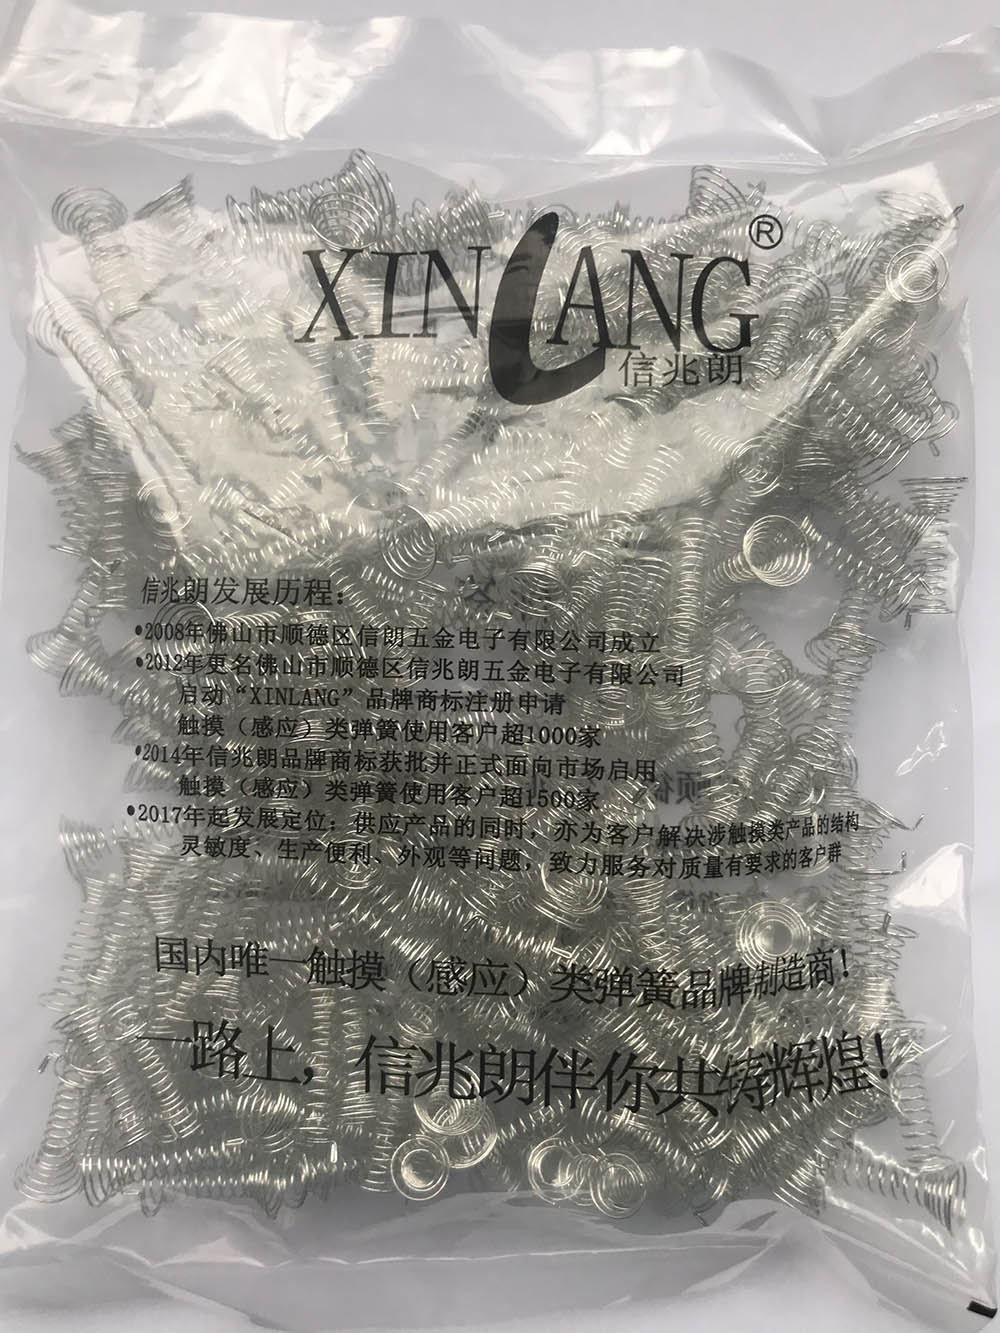 XINLANG®
信兆朗
信兆朗发展历程：
•2008年佛山市顺德区信朗五金电子有限公司成立
•2012年更名佛山市顺德区信兆朗五金电子有限公司
启动“XINLANG”品牌商标注册申请
触摸（感应）类弹簧使用客户超1000家
•2014年信兆朗品牌商标获批并正式面向市场启用
触摸（感应）类弹簧使用客户超1500家
•2017年起发展定位：供应产品的同时，亦为客户解决涉触摸类产品的结构
灵敏度、生产便利、外观等问题，致力服务对质量有要求的客户群
国内唯一触摸（感应）类弹簧品牌制造商！
一路上，信兆朗伴你共铸辉煌！